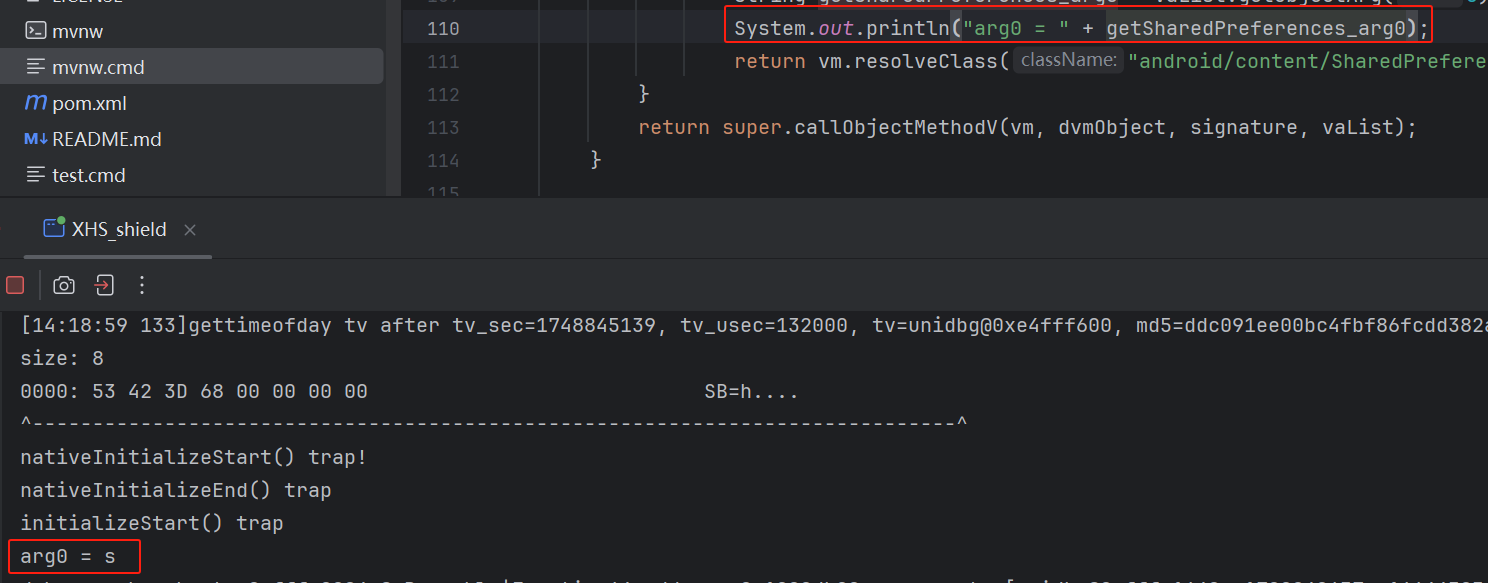 LICENSE
mvnw
mvnw.cmd
pom.xml
README.md
test.cmd
110 System.out.println("arg0 = " + getSharedPreferences_arg0);
111 return vm.resolveClass( className: "android/content/SharedPrefere
112 }
113 return super.callObjectMethodV(vm, dvmObject, signature, vaList);
114 }
115
XHS_shield
[14:18:59 133]gettimeofday tv after tv_sec=1748845139, tv_usec=132000, tv=unidbg@0xe4fff600, md5=ddc091ee00bc4fbf86fcdd382a
size: 8
0000: 53 42 3D 68 00 00 00 00 SB=h....
^-----------------------------------------------------------------------------^
nativeInitializeStart() trap!
nativeInitializeEnd() trap
initializeStart() trap
arg0 = s